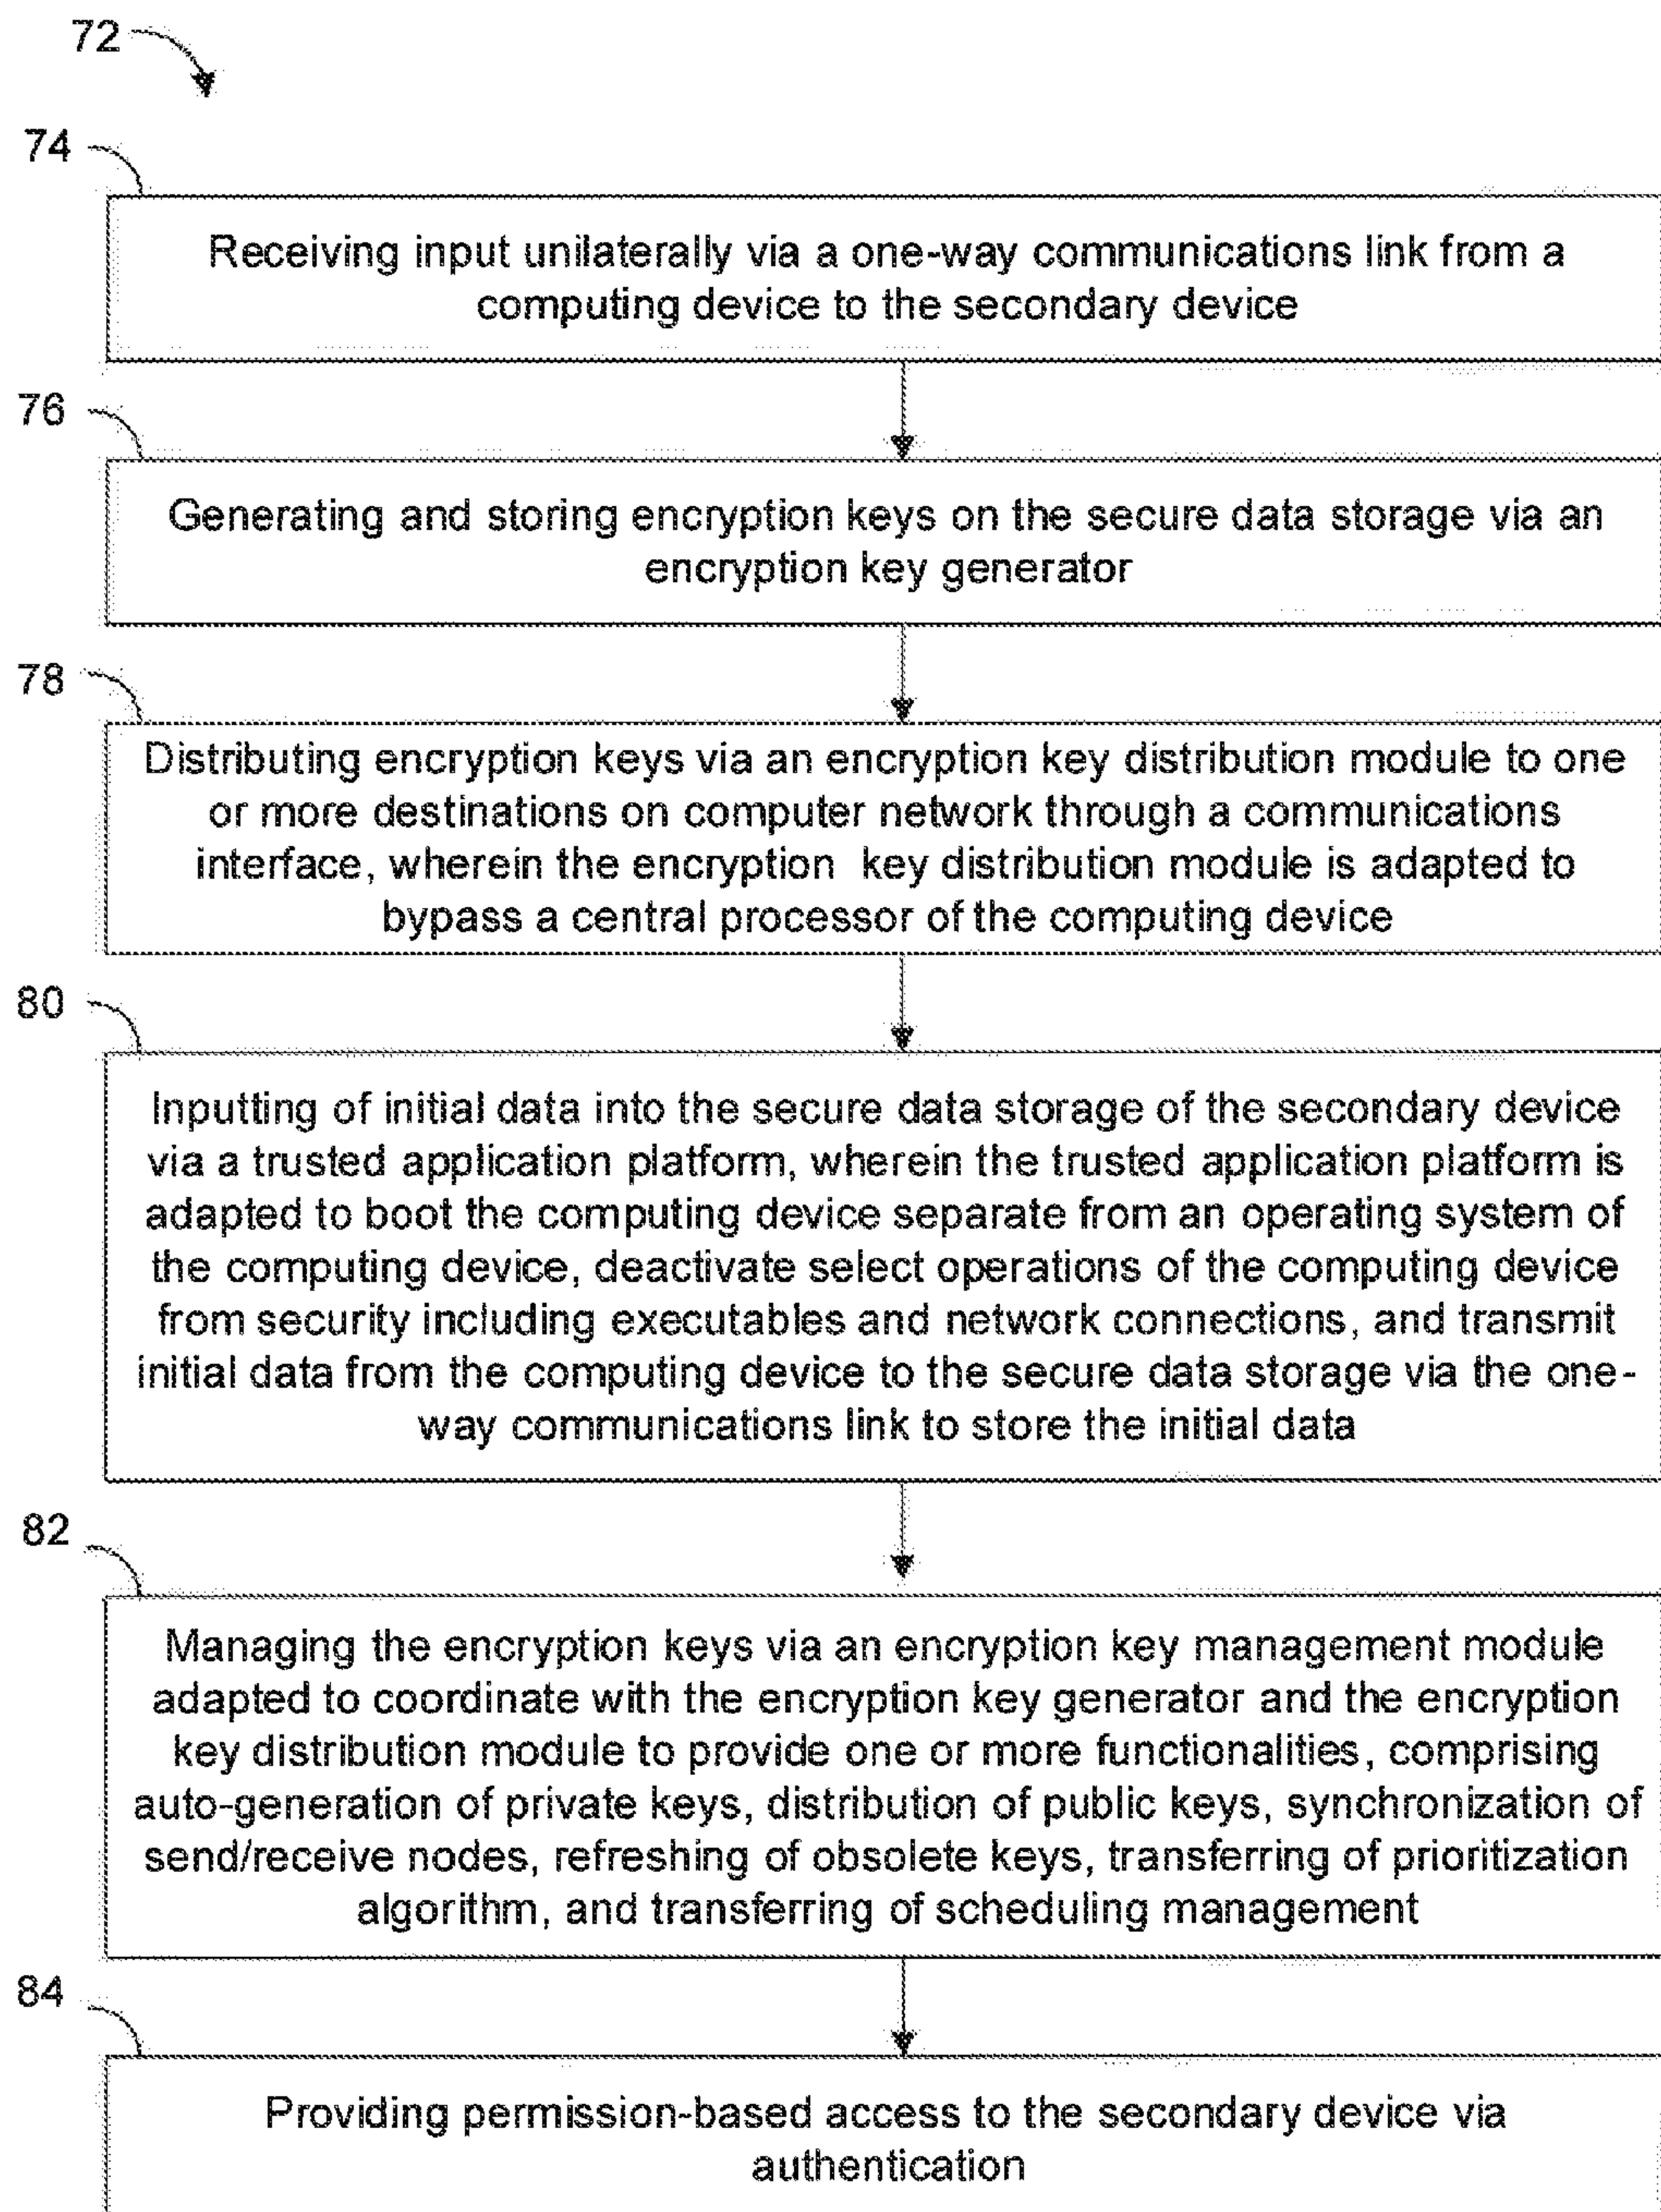 72
74
Receiving input unilaterally via a one-way communications link from a
computing device to the secondary device
76
Generating and storing encryption keys on the secure data storage via an
encryption key generator
78
Distributing encryption keys via an encryption key distribution module to one
or more destinations on computer network through a communications
interface, wherein the encryption key distribution module is adapted to
bypass a central processor of the computing device
80
Inputting of initial data into the secure data storage of the secondary device
via a trusted application platform, wherein the trusted application platform is
adapted to boot the computing device separate from an operating system of
the computing device, deactivate select operations of the computing device
from security including executables and network connections, and transmit
initial data from the computing device to the secure data storage via the one-
way communications link to store the initial data
82
Managing the encryption keys via an encryption key management module
adapted to coordinate with the encryption key generator and the encryption
key distribution module to provide one or more functionalities, comprising
auto-generation of private keys, distribution of public keys, synchronization of
send/receive nodes, refreshing of obsolete keys, transferring of prioritization
algorithm, and transferring of scheduling management
84
Providing permission-based access to the secondary device via
authentication